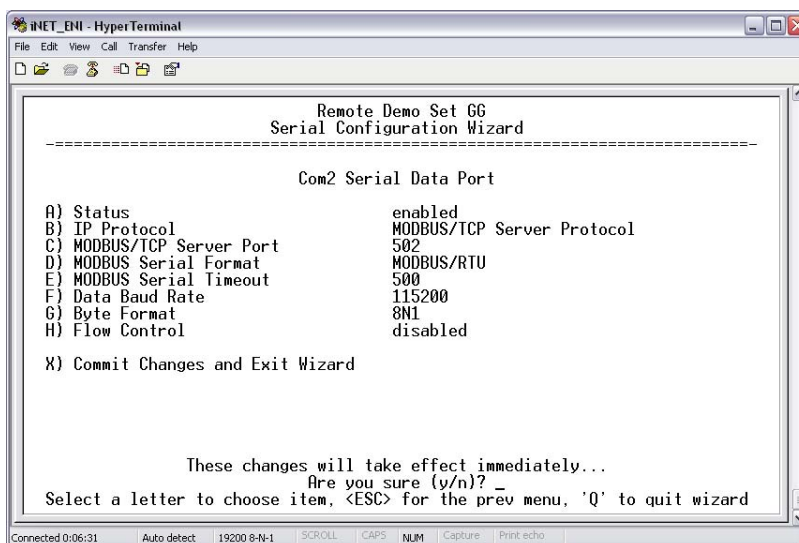 iNET_ENI - HyperTerminal
File Edit View Call Transfer Help
Remote Demo Set GG
Serial Configuration Wizard
-==========================================================================-
Com2 Serial Data Port
A) Status enabled
B) IP Protocol MODBUS/TCP Server Protocol
C) MODBUS/TCP Server Port 502
D) MODBUS Serial Format MODBUS/RTU
E) MODBUS Serial Timeout 500
F) Data Baud Rate 115200
G) Byte Format 8N1
H) Flow Control disabled
X) Commit Changes and Exit Wizard
These changes will take effect immediately...
Are you sure (y/n)? _
Select a letter to choose item, <ESC> for the prev menu, 'Q' to quit wizard
Connected 0:06:31 Auto detect 19200 8-N-1 SCROLL CAPS NUM Capture Print echo